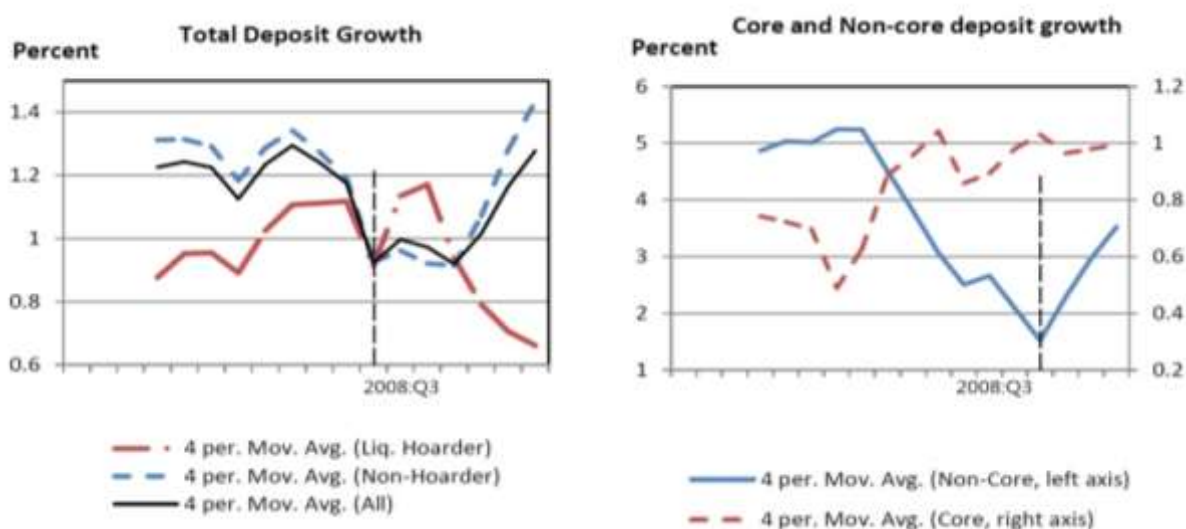 Total Deposit Growth
Percent
1.4
1.2
1
0.8
0.6
2008:Q3
4 per. Mov. Avg. (Liq. Hoarder)
4 per. Mov. Avg. (Non-Hoarder)
4 per. Mov. Avg. (All)
Core and Non-core deposit growth
Percent
6
5
4
3
2
1
1.2
1
0.8
0.6
0.4
0.2
2008:Q3
4 per. Mov. Avg. (Non-Core, left axis)
4 per. Mov. Avg. (Core, right axis)